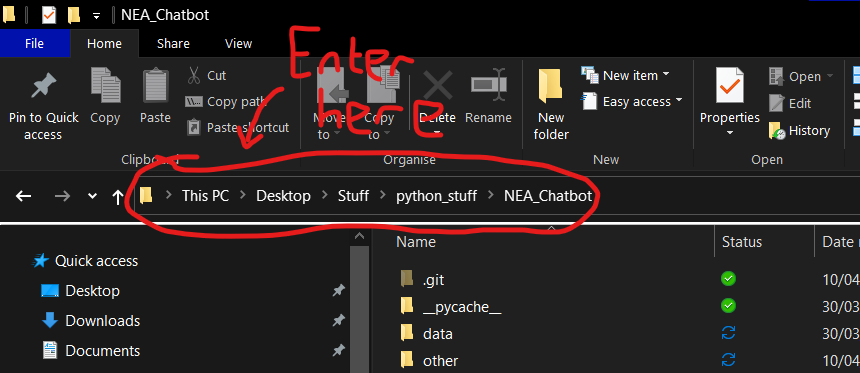 NEA_Chatbot
File Home Share View
Enter here
Pin to Quick access
Copy
Paste
Cut
Copy path
Paste shortcut
Clipboard
Move to
Copy to
Delete
Rename
Organise
New folder
New item
Easy access
New
Properties
Open
Edit
History
Open
This PC > Desktop > Stuff > python_stuff > NEA_Chatbot
Quick access
Desktop
Downloads
Documents
Name Status Date
.git 10/04
__pycache__ 30/03
data 30/03
other 10/04